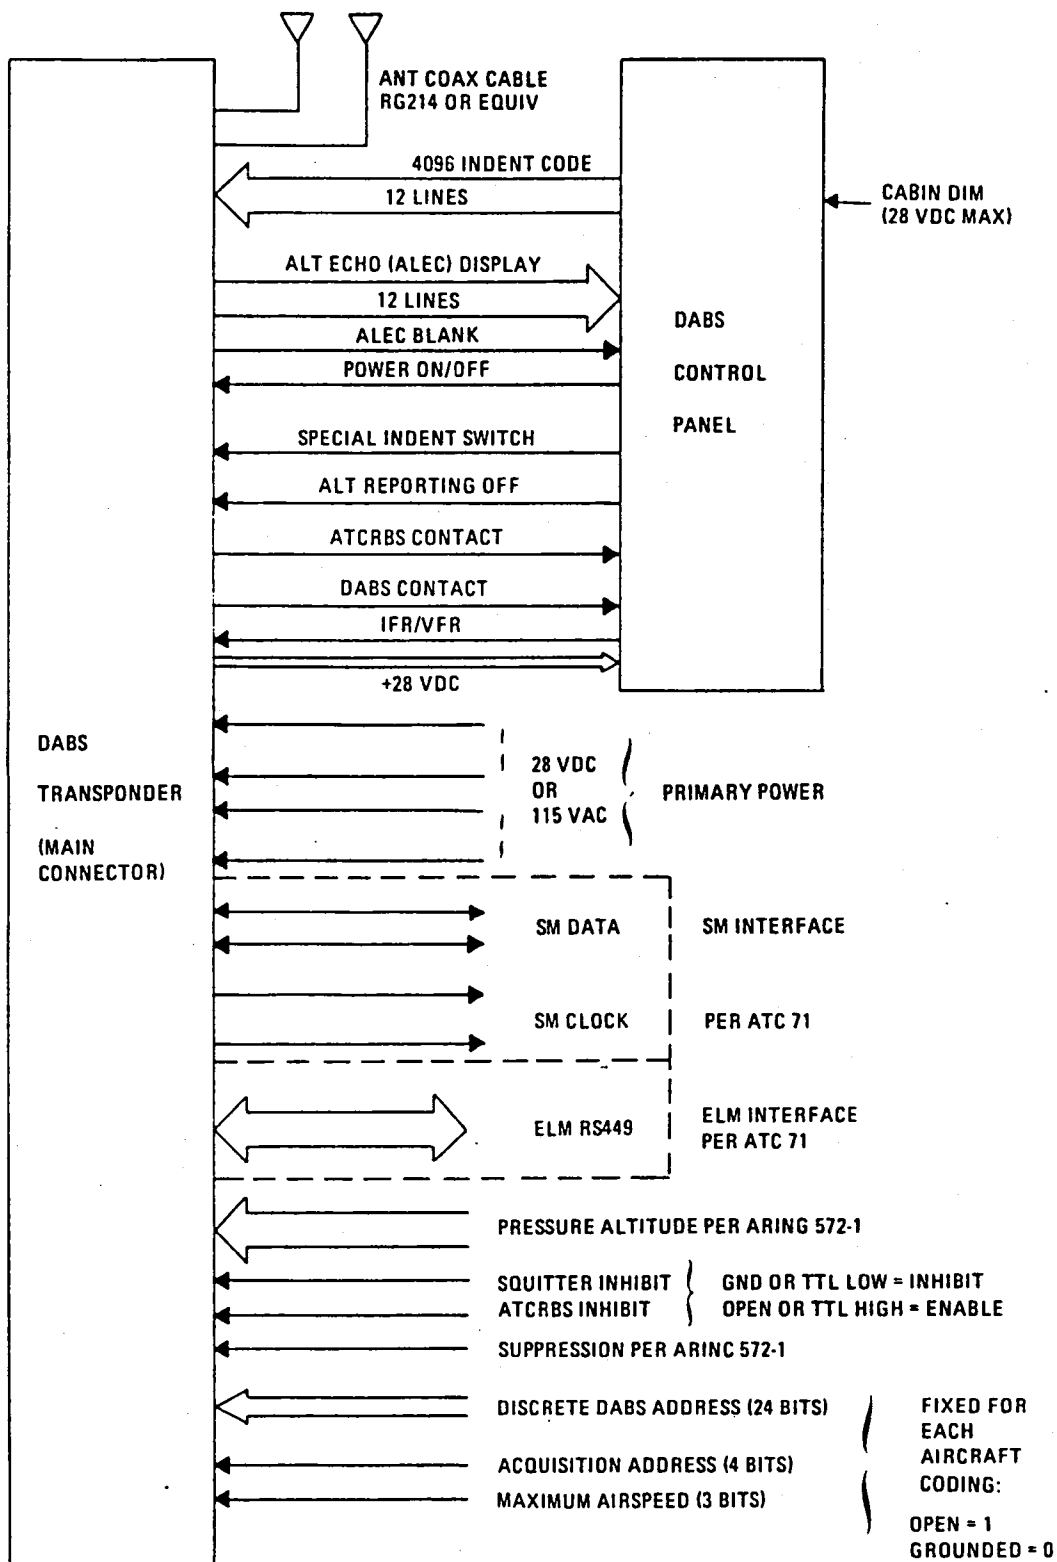 ANT COAX CABLE
RG214 OR EQUIV
4096 INDENT CODE
12 LINES
CABIN DIM
(28 VDC MAX)
ALT ECHO (ALEC) DISPLAY
12 LINES
ALEC BLANK
POWER ON/OFF
DABS
CONTROL
PANEL
SPECIAL INDENT SWITCH
ALT REPORTING OFF
ATCRBS CONTACT
DABS CONTACT
IFR/VFR
+28 VDC
DABS
TRANSPONDER
(MAIN
CONNECTOR)
28 VDC
OR
115 VAC
PRIMARY POWER
SM DATA
SM INTERFACE
SM CLOCK
PER ATC 71
ELM RS449
ELM INTERFACE
PER ATC 71
PRESSURE ALTITUDE PER ARING 572-1
SQUITTER INHIBIT
ATCRBS INHIBIT
GND OR TTL LOW = INHIBIT
OPEN OR TTL HIGH = ENABLE
SUPPRESSION PER ARINC 572-1
DISCRETE DABS ADDRESS (24 BITS)
ACQUISITION ADDRESS (4 BITS)
MAXIMUM AIRSPEED (3 BITS)
FIXED FOR
EACH
AIRCRAFT
CODING:
OPEN = 1
GROUNDED = 0